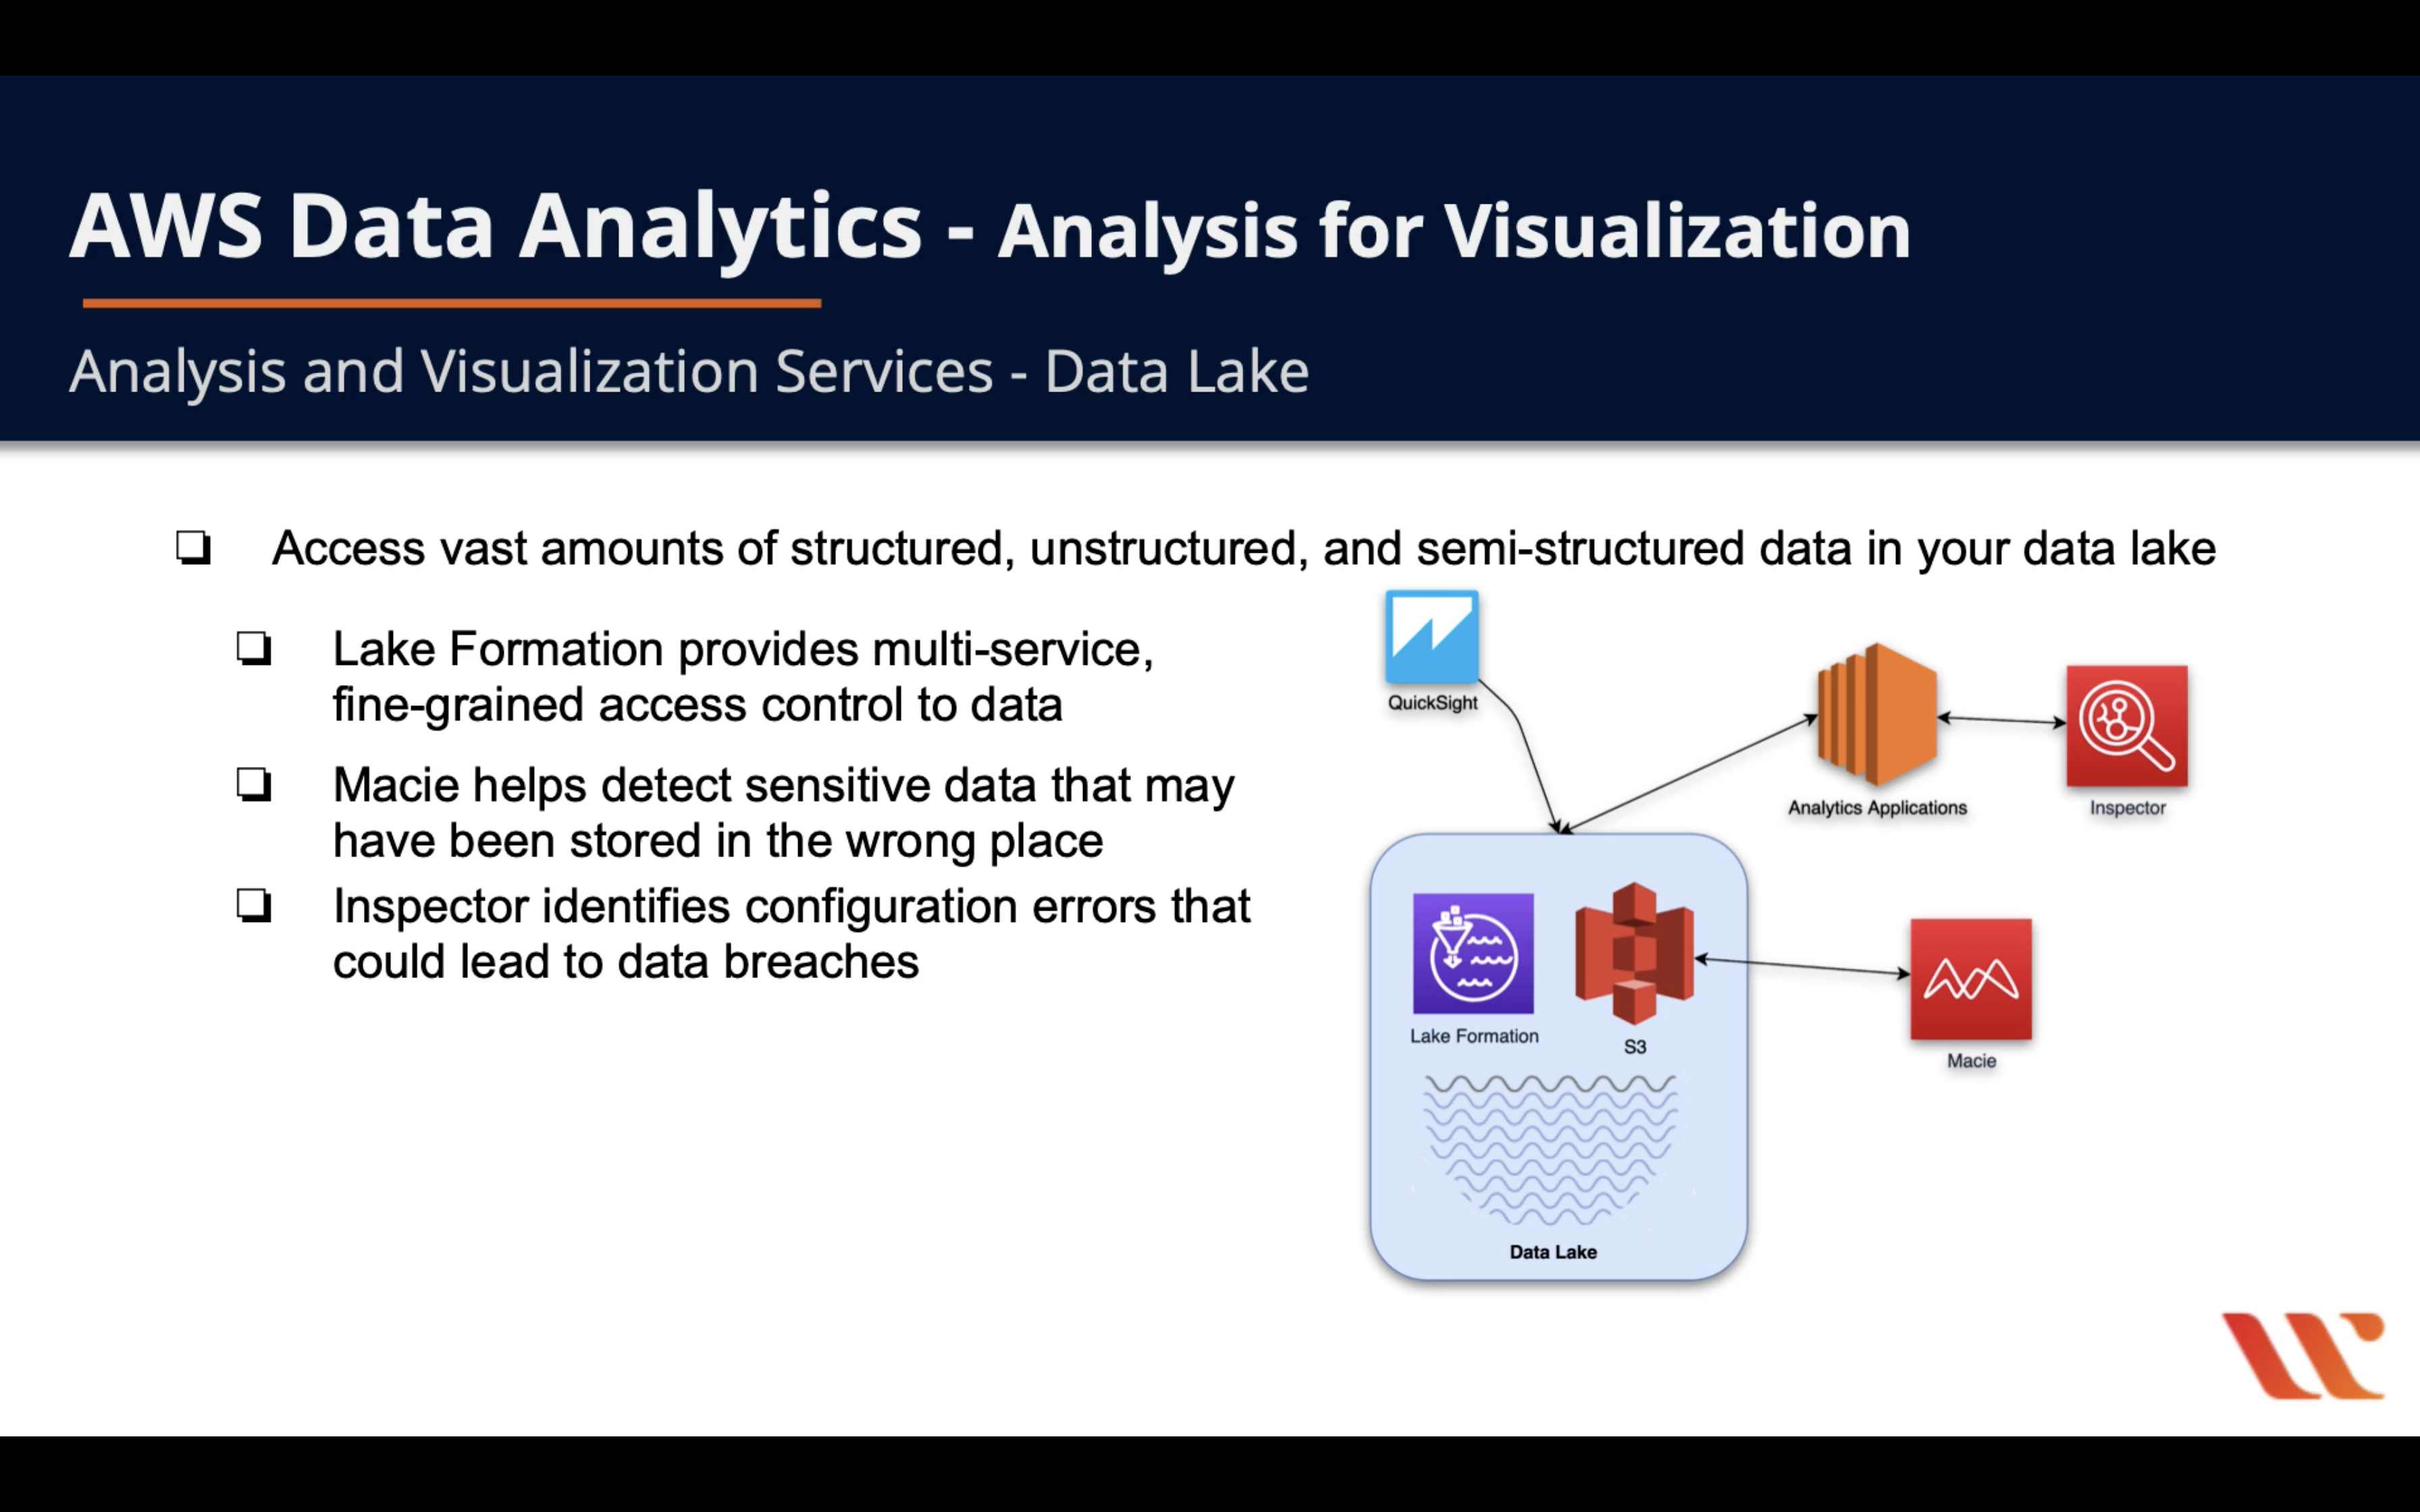 AWS Data Analytics - Analysis for Visualization
Analysis and Visualization Services - Data Lake
Access vast amounts of structured, unstructured, and semi-structured data in your data lake
Lake Formation provides multi-service,
fine-grained access control to data
Macie helps detect sensitive data that may
have been stored in the wrong place
Inspector identifies configuration errors that
could lead to data breaches
QuickSight
Analytics Applications
Inspector
Lake Formation
S3
Macie
Data Lake